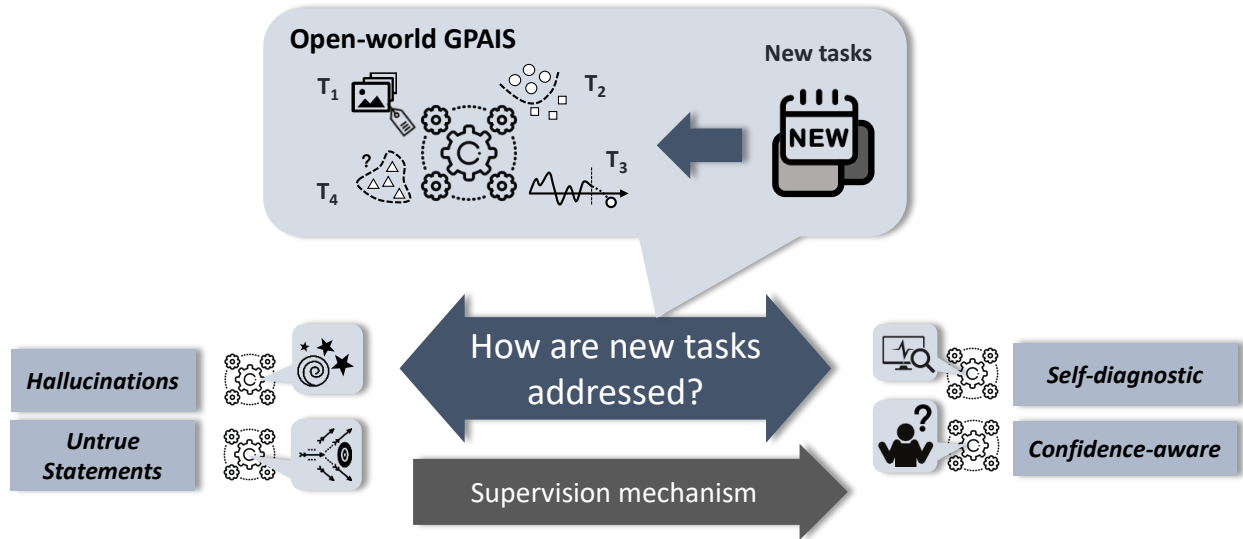 Open-world GPAIS
New tasks
T1
T2
NEW
T3
?
T4
How are new tasks
addressed?
Hallucinations
Self-diagnostic
?
Untrue
Statements
Confidence-aware
Supervision mechanism